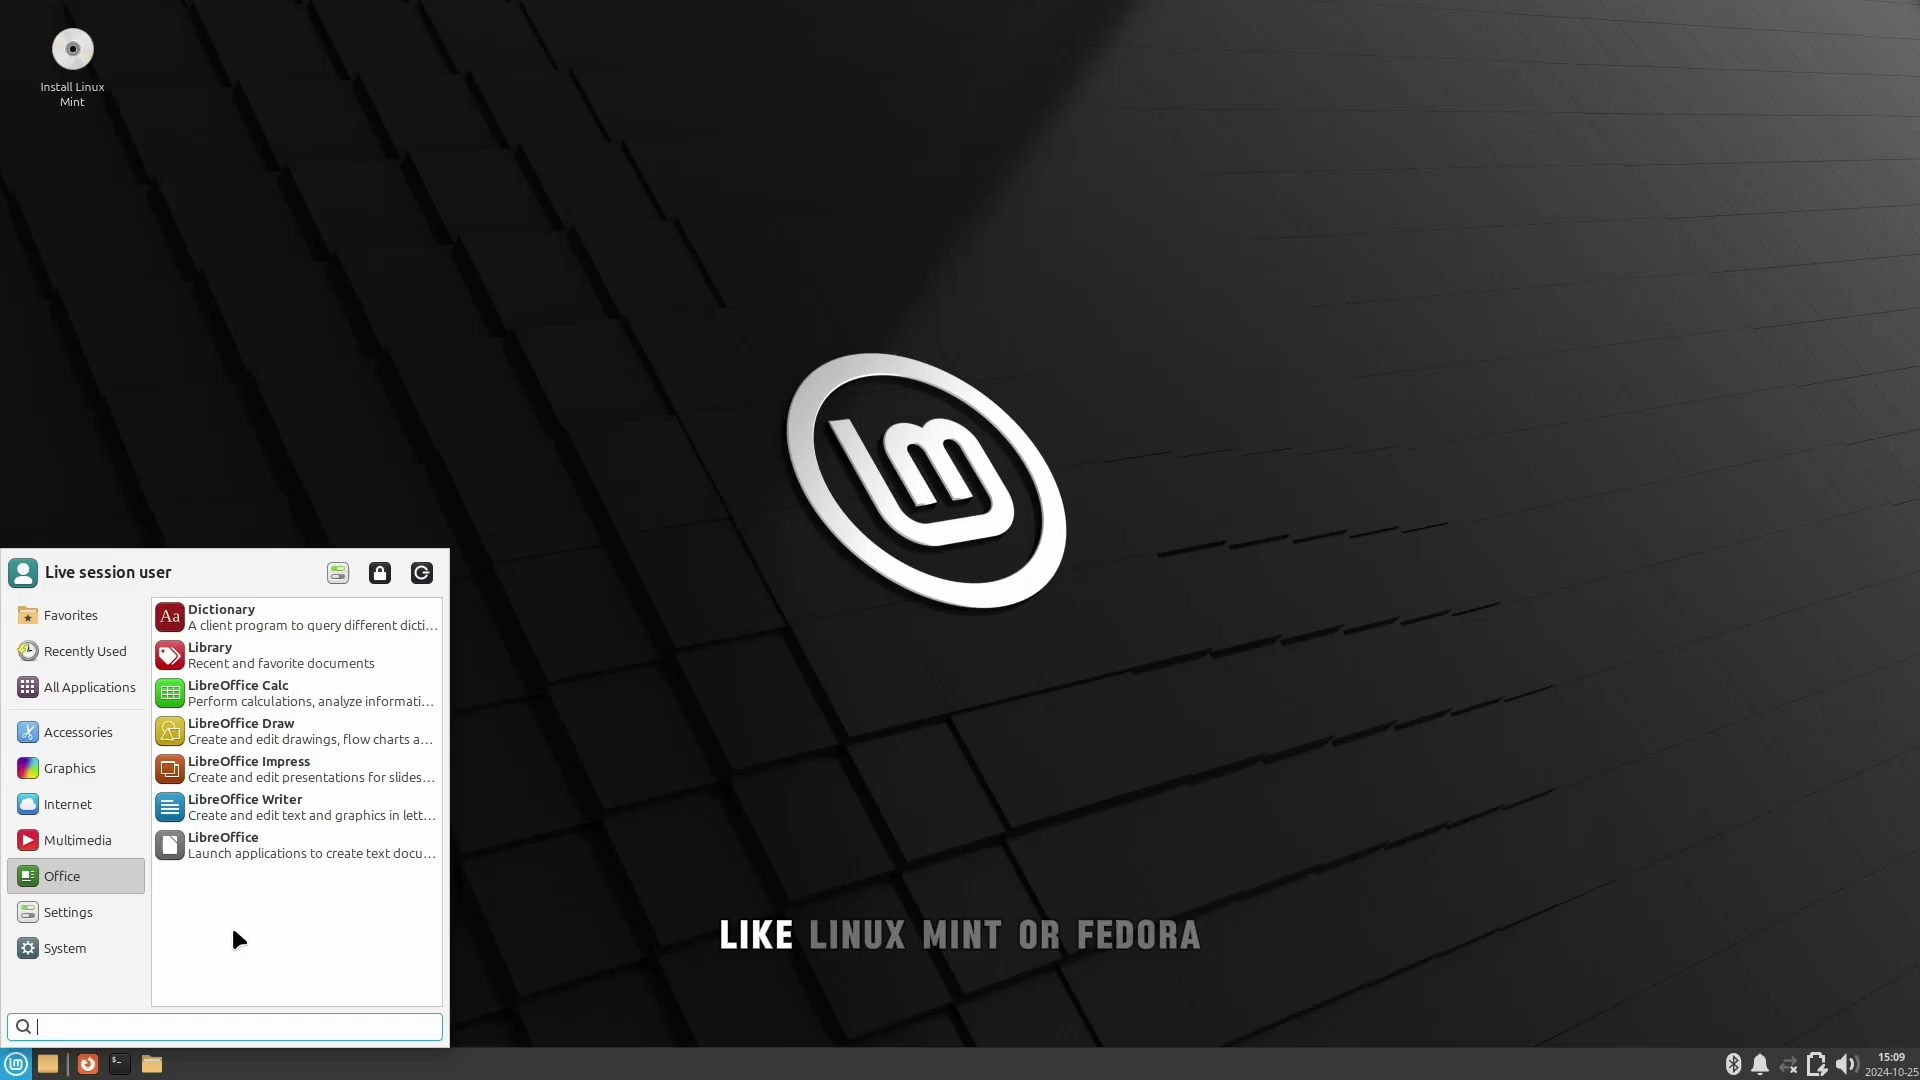 Install Linux
Mint
Live session user
Favorites
Recently Used
All Applications
Accessories
Graphics
Internet
Multimedia
Office
Settings
System
Aa
Dictionary
A client program to query different dicti...
Library
Recent and favorite documents
LibreOffice Calc
Perform calculations, analyze informati...
LibreOffice Draw
Create and edit drawings, flow charts a...
LibreOffice Impress
Create and edit presentations for slides...
LibreOffice Writer
Create and edit text and graphics in lett...
LibreOffice
Launch applications to create text docu...
LIKE LINUX MINT OR FEDORA
15:09
2024-10-25